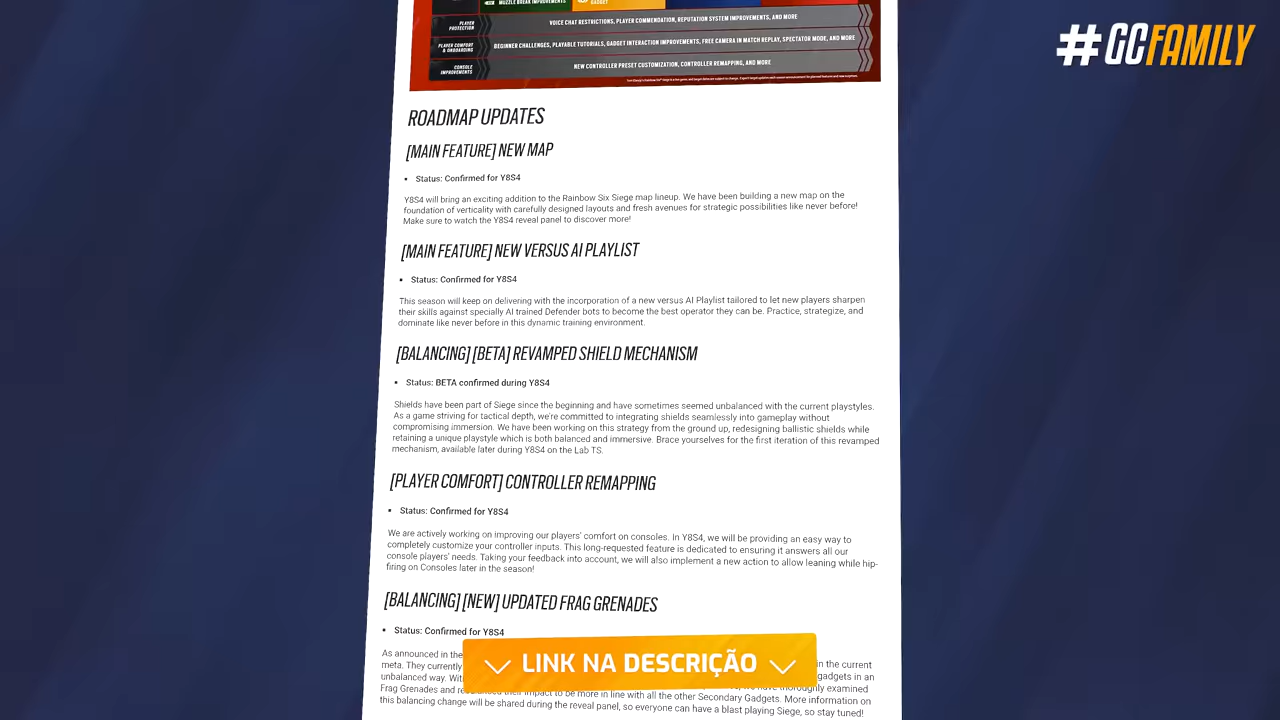 MUZZLE BREAK IMPROVEMENTS
GADGET
#GCFAMILY
PLAYER
PROTECTION
VOICE CHAT RESTRICTIONS, PLAYER COMMENDATION, REPUTATION SYSTEM IMPROVEMENTS, AND MORE
PLAYER COMFORT
& ONBOARDING
BEGINNER CHALLENGES, PLAYABLE TUTORIALS, GADGET INTERACTION IMPROVEMENTS, FREE CAMERA IN MATCH REPLAY, SPECTATOR MODE, AND MORE
CONSOLE
IMPROVEMENTS
NEW CONTROLLER PRESET CUSTOMIZATION, CONTROLLER REMAPPING, AND MORE
ROADMAP UPDATES
[MAIN FEATURE] NEW MAP
• Status: Confirmed for Y8S4
Y8S4 will bring an exciting addition to the Rainbow Six Siege map lineup. We have been building a new map on the
foundation of verticality with carefully designed layouts and fresh avenues for strategic possibilities like never before!
Make sure to watch the Y8S4 reveal panel to discover more!
[MAIN FEATURE] NEW VERSUS AI PLAYLIST
• Status: Confirmed for Y8S4
This season will keep on delivering with the incorporation of a new versus AI Playlist tailored to let new players sharpen
their skills against specially AI trained Defender bots to become the best operator they can be. Practice, strategize, and
dominate like never before in this dynamic training environment.
[BALANCING] [BETA] REVAMPED SHIELD MECHANISM
• Status: BETA confirmed during Y8S4
Shields have been part of Siege since the beginning and have sometimes seemed unbalanced with the current playstyles.
As a game striving for tactical depth, we're committed to integrating shields seamlessly into gameplay without
compromising immersion. We have been working on this strategy from the ground up, redesigning ballistic shields while
retaining a unique playstyle which is both balanced and immersive. Brace yourselves for the first iteration of this revamped
mechanism, available later during Y8S4 on the Lab TS.
[PLAYER COMFORT] CONTROLLER REMAPPING
• Status: Confirmed for Y8S4
We are actively working on improving our players' comfort on consoles. In Y8S4, we will be providing an easy way to
completely customize your controller inputs. This long-requested feature is dedicated to ensuring it answers all our
console players' needs. Taking your feedback into account, we will also implement a new action to allow leaning while hip-
firing on Consoles later in the season!
[BALANCING] [NEW] UPDATED FRAG GRENADES
• Status: Confirmed for Y8S4
As announced in the in the current
meta. They currently gadgets in an
unbalanced way. have thoroughly examined
Frag Grenades and their impact to be more in line with all the other Secondary Gadgets. More information on
this balancing change will be shared during the reveal panel, so everyone can have a blast playing Siege, so stay tuned!
LINK NA DESCRIÇÃO